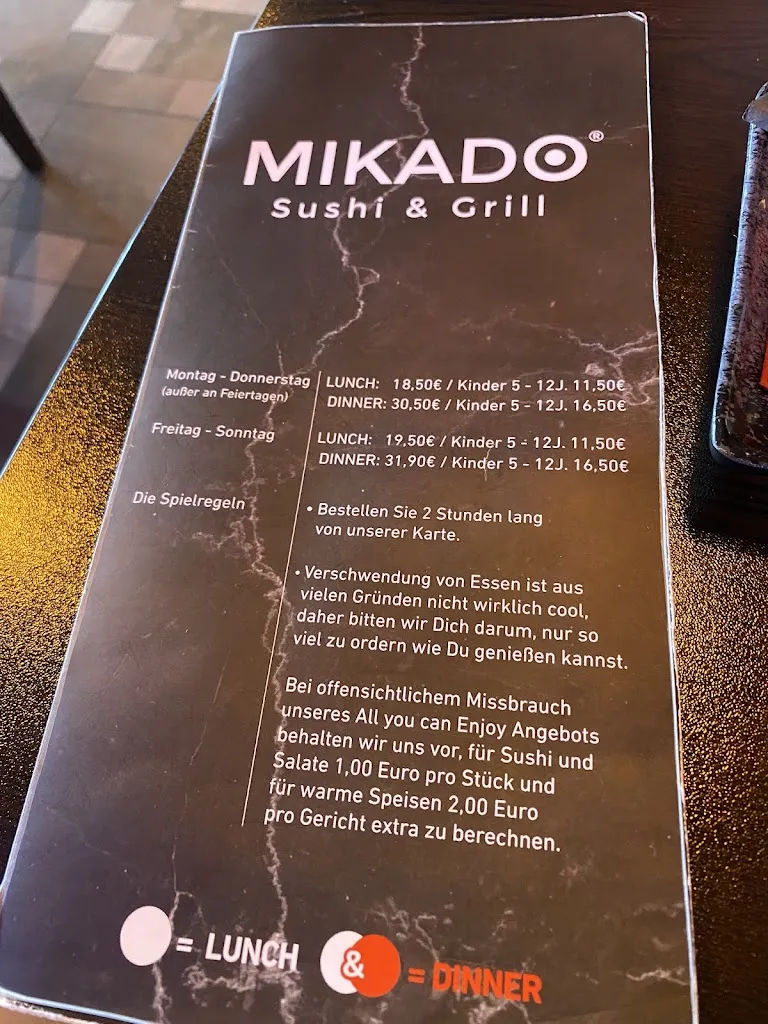 MIKADO®
Sushi & Grill
Montag - Donnerstag
(außer an Feiertagen)
LUNCH: 18,50€ / Kinder 5 - 12J. 11,50€
DINNER: 30,50€ / Kinder 5 - 12J. 16,50€
Freitag - Sonntag
LUNCH: 19,50€ / Kinder 5 - 12J. 11,50€
DINNER: 31,90€ / Kinder 5 - 12J. 16,50€
Die Spielregeln
• Bestellen Sie 2 Stunden lang
von unserer Karte.
• Verschwendung von Essen ist aus
vielen Gründen nicht wirklich cool,
daher bitten wir Dich darum, nur so
viel zu ordern wie Du genießen kannst.
Bei offensichtlichem Missbrauch
unseres All you can Enjoy Angebots
behalten wir uns vor, für Sushi und
Salate 1,00 Euro pro Stück und
für warme Speisen 2,00 Euro
pro Gericht extra zu berechnen.
= LUNCH & = DINNER